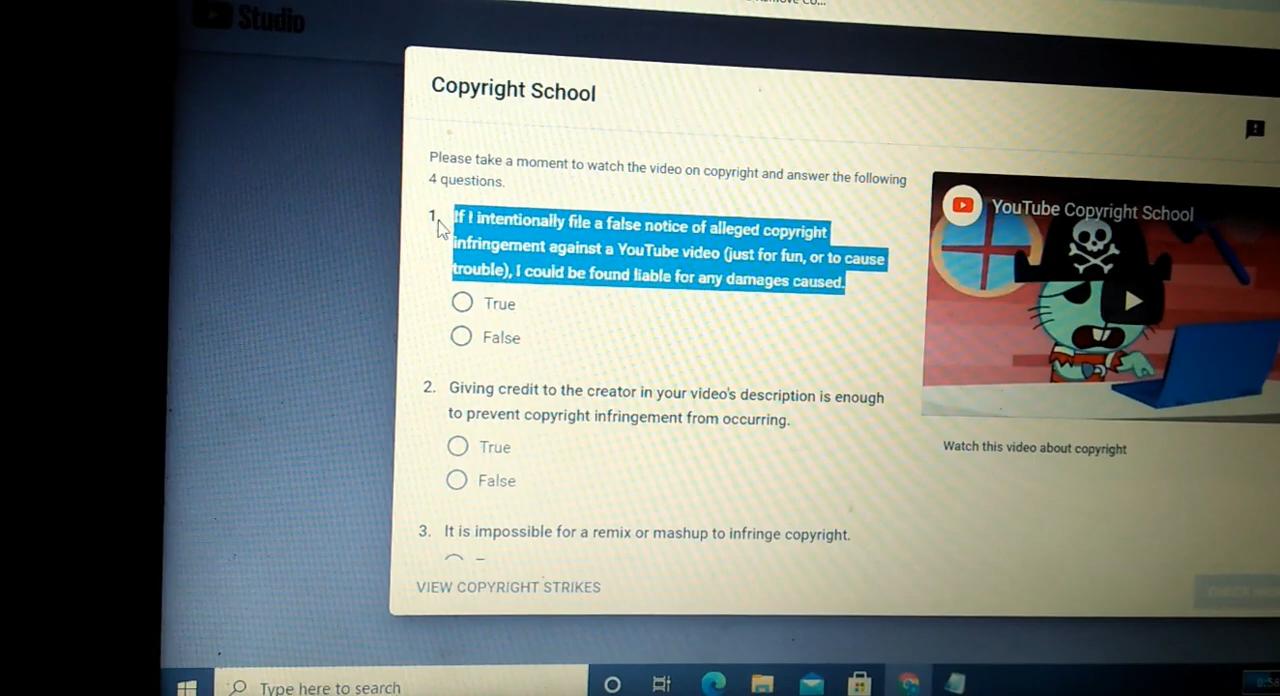 Studio
Copyright School
Please take a moment to watch the video on copyright and answer the following
4 questions.
1. If I intentionally file a false notice of alleged copyright
infringement against a YouTube video (just for fun, or to cause
trouble), I could be found liable for any damages caused.
True
False
2. Giving credit to the creator in your video's description is enough
to prevent copyright infringement from occurring.
True
False
3. It is impossible for a remix or mashup to infringe copyright.
VIEW COPYRIGHT STRIKES
YouTube Copyright School
Watch this video about copyright
Type here to search